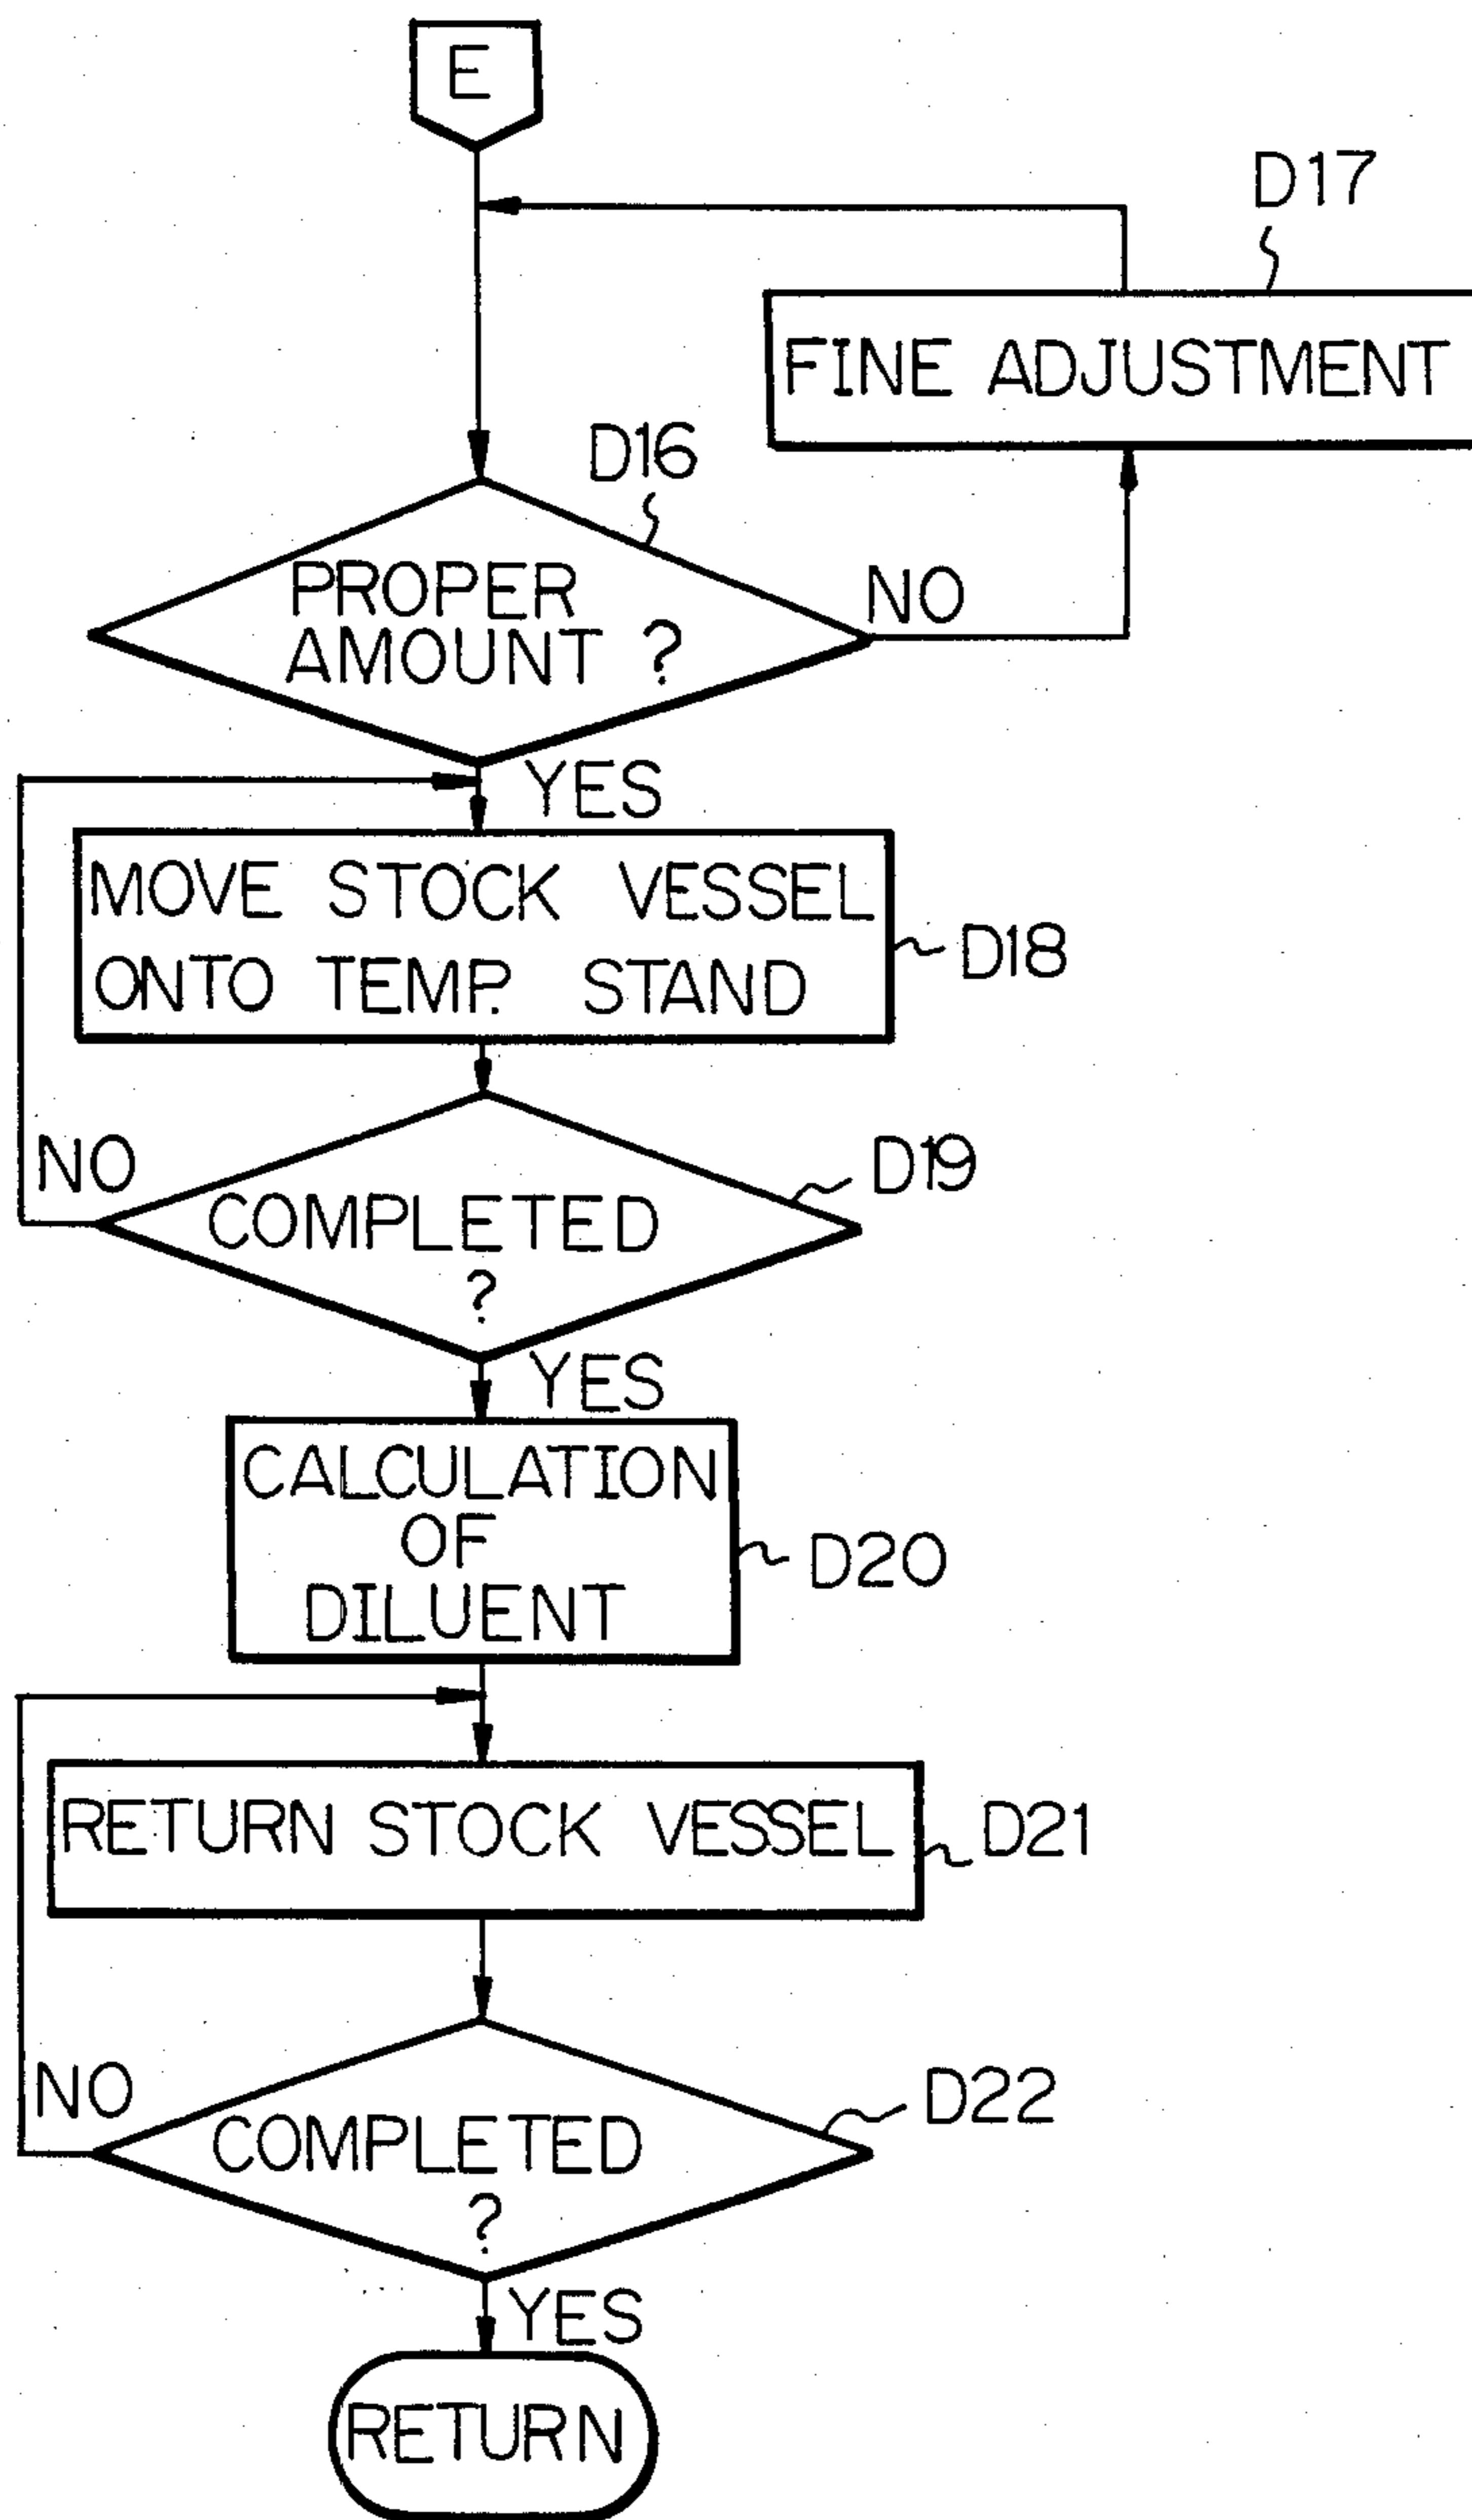 E
D17
FINE ADJUSTMENT
D16
PROPER
AMOUNT ?
NO
YES
MOVE STOCK VESSEL
ONTO TEMP. STAND
D18
NO
D19
COMPLETED
?
YES
CALCULATION
OF
DILUENT
D20
RETURN STOCK VESSEL
D21
NO
D22
COMPLETED
?
YES
RETURN